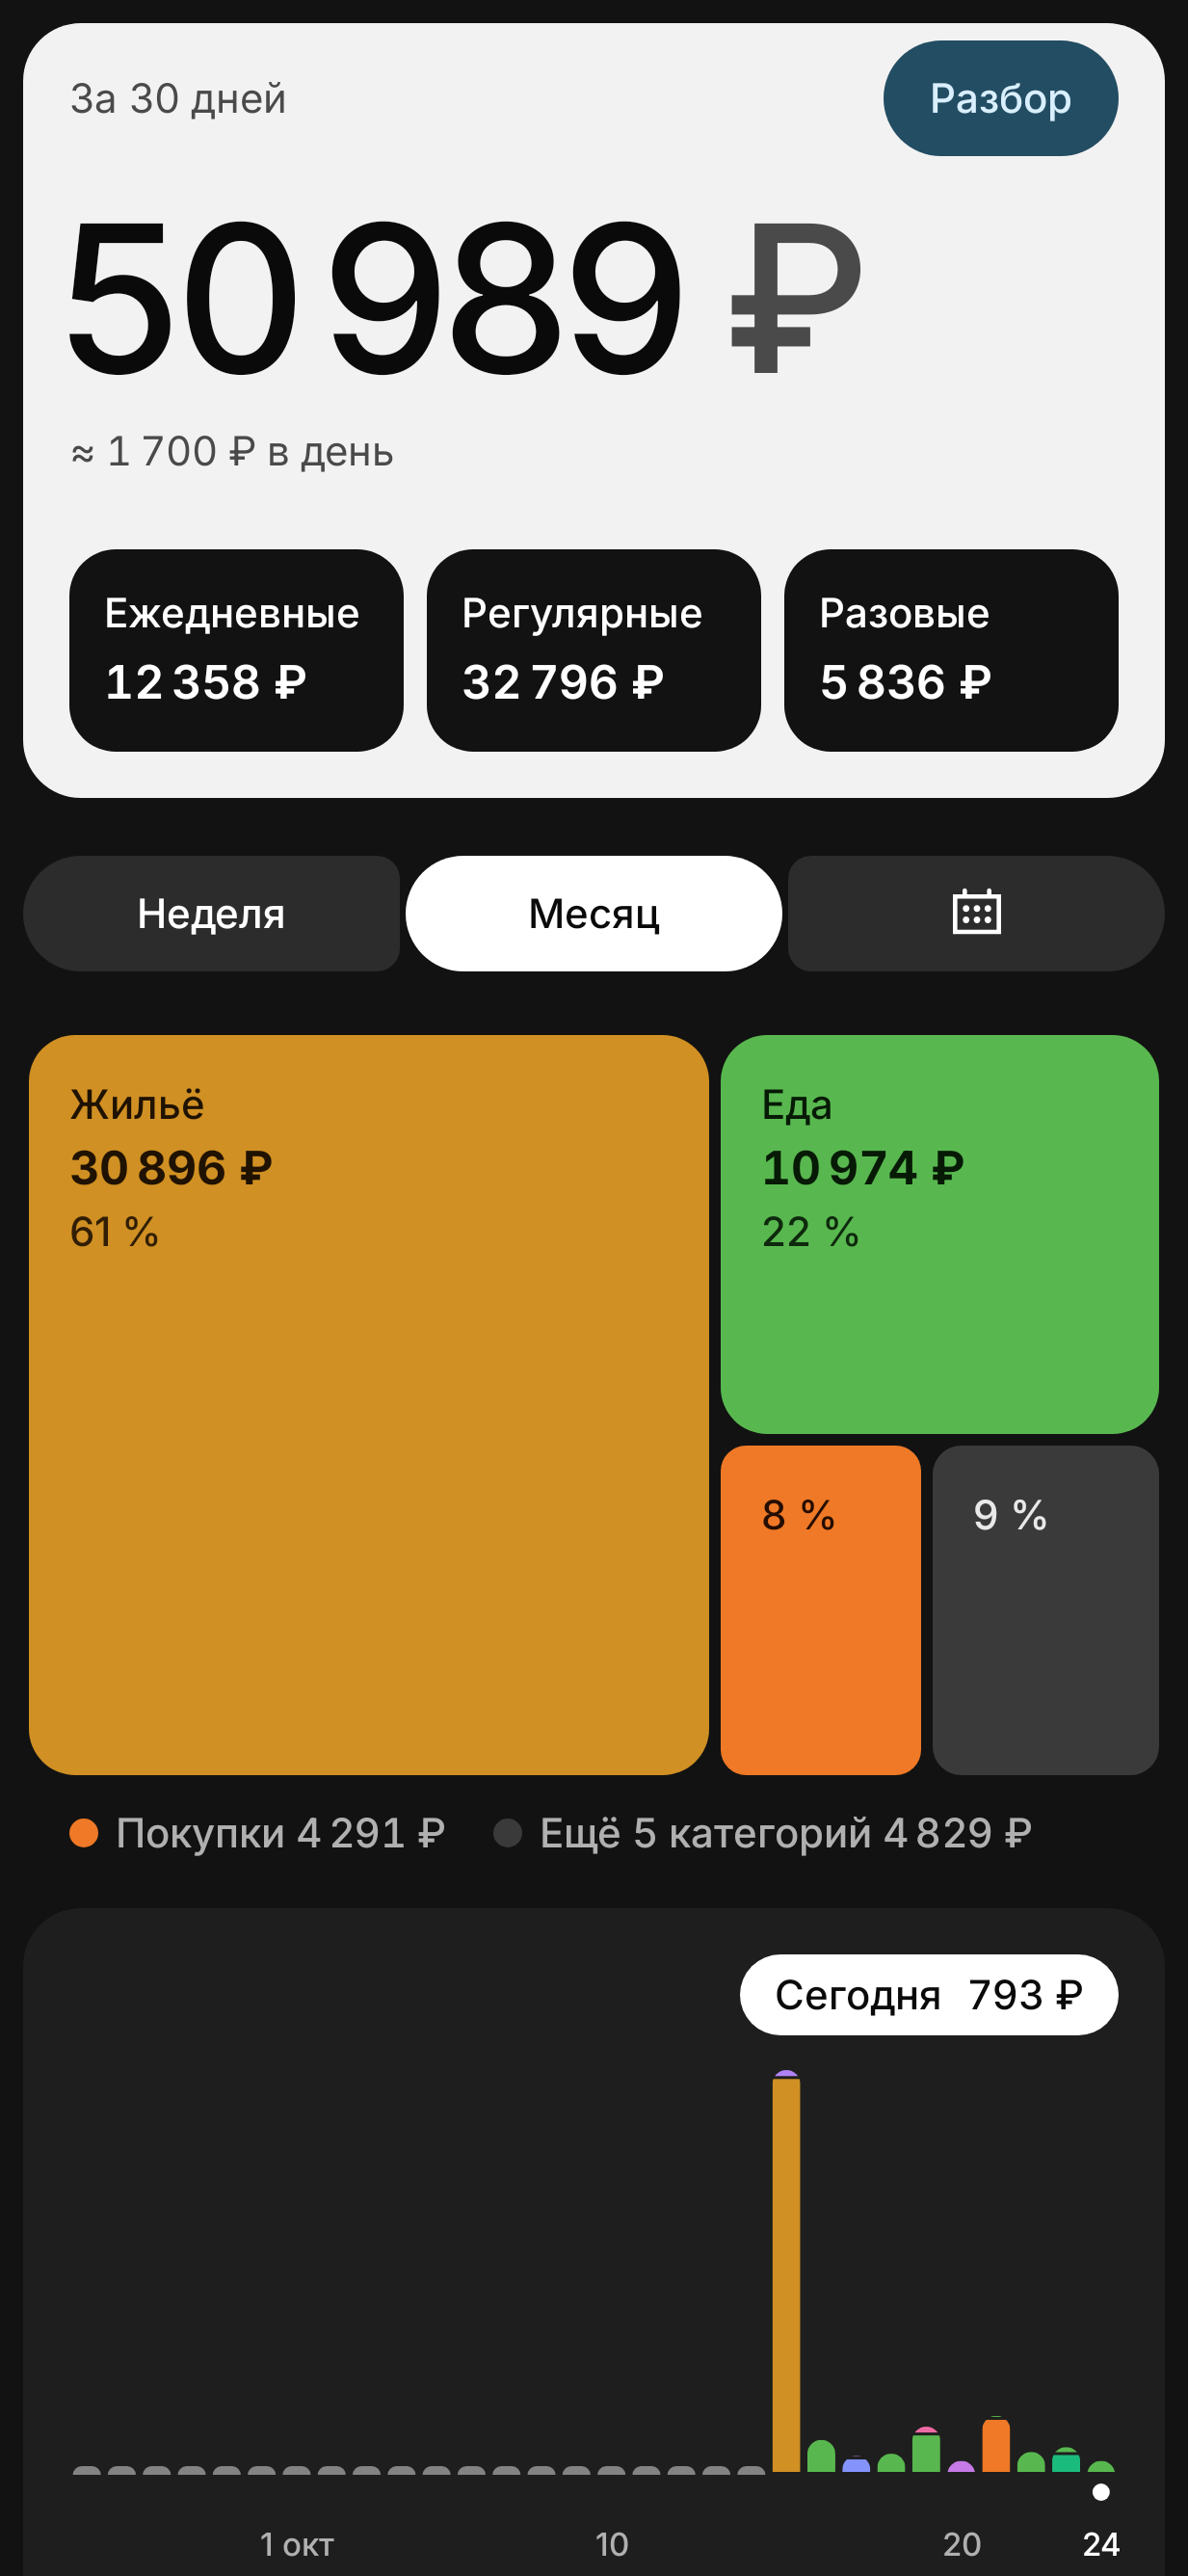 За 30 дней
Разбор
50 989 ₽
≈ 1 700 ₽ в день
Ежедневные
12 358 ₽
Регулярные
32 796 ₽
Разовые
5 836 ₽
Неделя
Месяц
Жильё
30 896 ₽
61 %
Еда
10 974 ₽
22 %
8 %
9 %
Покупки 4 291 ₽
Ещё 5 категорий 4 829 ₽
Сегодня 793 ₽
1 окт
10
20
24